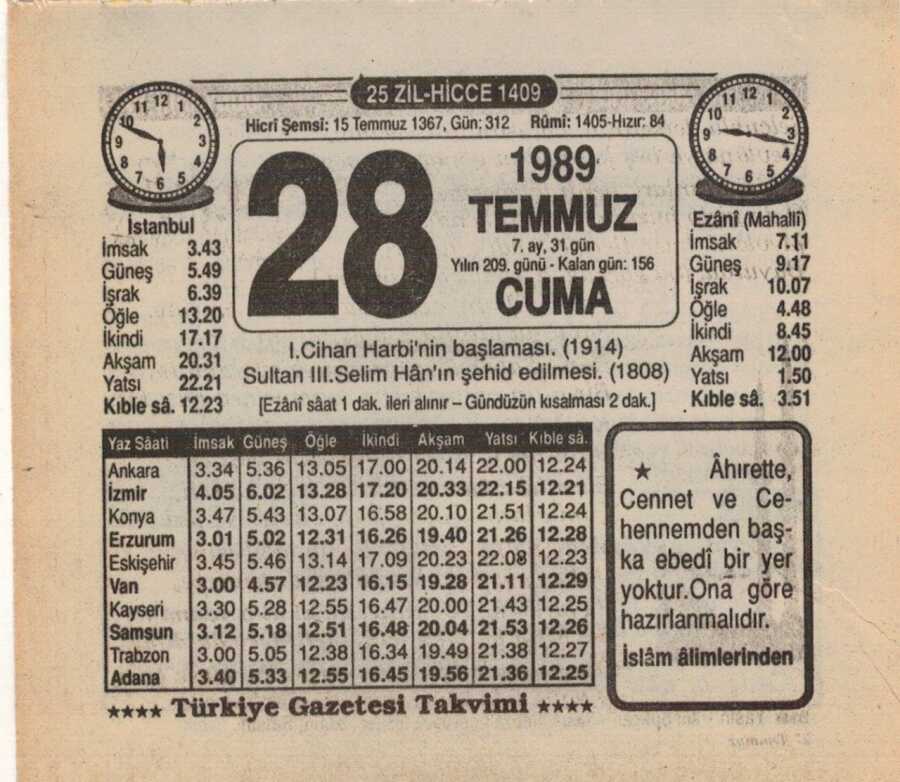 25 ZİL-HİCCE 1409
Hicrî Şemsî: 15 Temmuz 1367, Gün: 312 Rûmî: 1405-Hızır: 84
28
1989
TEMMUZ
7. ay, 31 gün
Yılın 209. günü - Kalan gün: 156
CUMA
İstanbul
İmsak 3.43
Güneş 5.49
İşrak 6.39
Öğle 13.20
İkindi 17.17
Akşam 20.31
Yatsı 22.21
Kıble sâ. 12.23
Ezânî (Mahallî)
İmsak 7.11
Güneş 9.17
İşrak 10.07
Öğle 4.48
İkindi 8.45
Akşam 12.00
Yatsı 1.50
Kıble sâ. 3.51
I.Cihan Harbi'nin başlaması. (1914)
Sultan III.Selim Hân'ın şehid edilmesi. (1808)
[Ezânî sâat 1 dak. ileri alınır – Gündüzün kısalması 2 dak.]
Yaz Sâati İmsak Güneş Öğle İkindi Akşam Yatsı Kıble sâ.
Ankara 3.34 5.36 13.05 17.00 20.14 22.00 12.24
İzmir 4.05 6.02 13.28 17.20 20.33 22.15 12.21
Konya 3.47 5.43 13.07 16.58 20.10 21.51 12.24
Erzurum 3.01 5.02 12.31 16.26 19.40 21.26 12.28
Eskişehir 3.45 5.46 13.14 17.09 20.23 22.08 12.23
Van 3.00 4.57 12.23 16.15 19.28 21.11 12.29
Kayseri 3.30 5.28 12.55 16.47 20.00 21.43 12.25
Samsun 3.12 5.18 12.51 16.48 20.04 21.53 12.26
Trabzon 3.00 5.05 12.38 16.34 19.49 21.38 12.27
Adana 3.40 5.33 12.55 16.45 19.56 21.36 12.25
★ Âhırette,
Cennet ve Ce-
hennemden baş-
ka ebedî bir yer
yoktur.Ona göre
hazırlanmalıdır.
İslâm âlimlerinden
★★★★ Türkiye Gazetesi Takvimi ★★★★